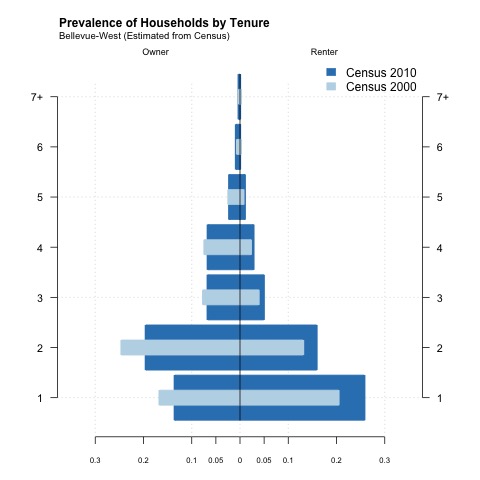 Prevalence of Households by Tenure
Bellevue-West (Estimated from Census)
Owner
Renter
Census 2010
Census 2000
7+
7+
6
6
5
5
4
4
3
3
2
2
1
1
0.3 0.2 0.1 0.05 0 0.05 0.1 0.2 0.3